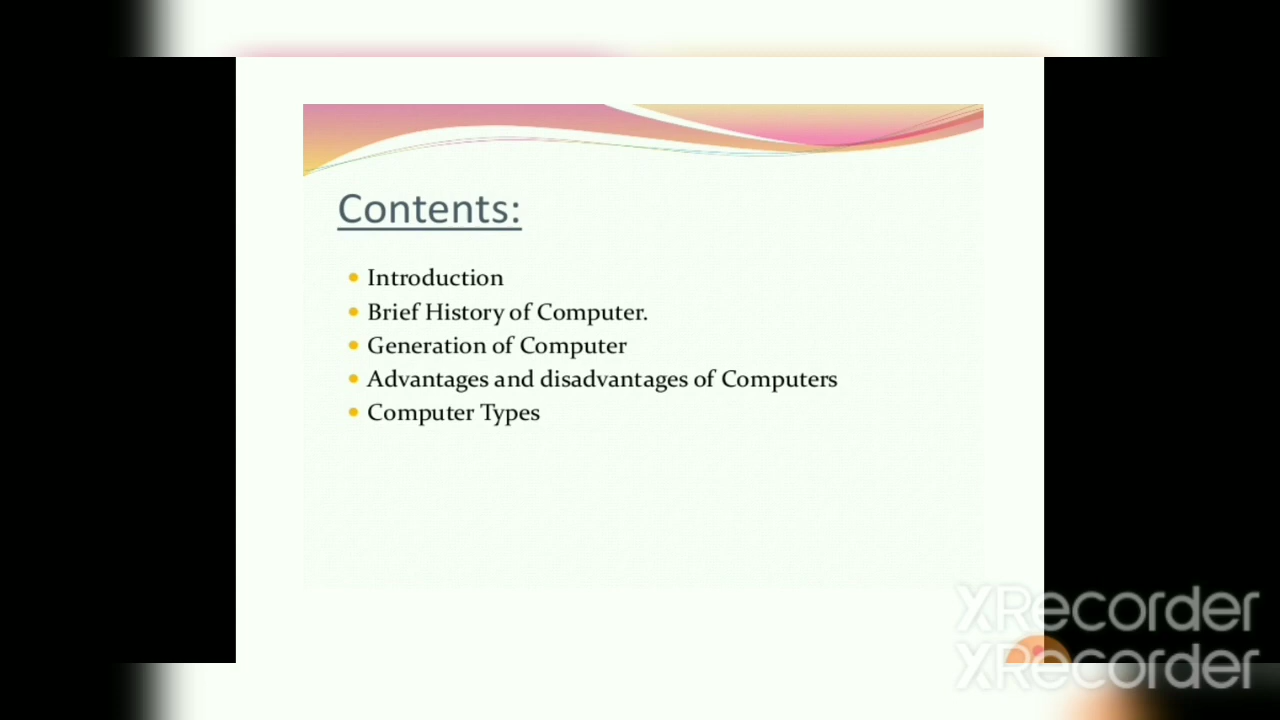 Contents:
Introduction
Brief History of Computer.
Generation of Computer
Advantages and disadvantages of Computers
Computer Types
XRecorder
XRecorder